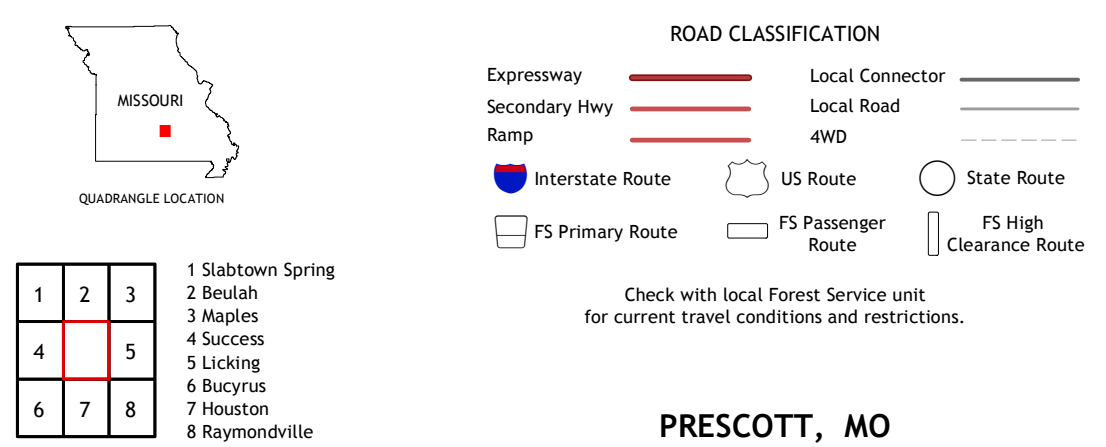 MISSOURI
QUADRANGLE LOCATION
ROAD CLASSIFICATION
Expressway
Secondary Hwy
Ramp
Local Connector
Local Road
4WD
Interstate Route
US Route
State Route
FS Primary Route
FS Passenger
Route
FS High
Clearance Route
Check with local Forest Service unit
for current travel conditions and restrictions.
1 2 3
4 5
6 7 8
1 Slabtown Spring
2 Beulah
3 Maples
4 Success
5 Licking
6 Bucyrus
7 Houston
8 Raymondville
PRESCOTT, MO